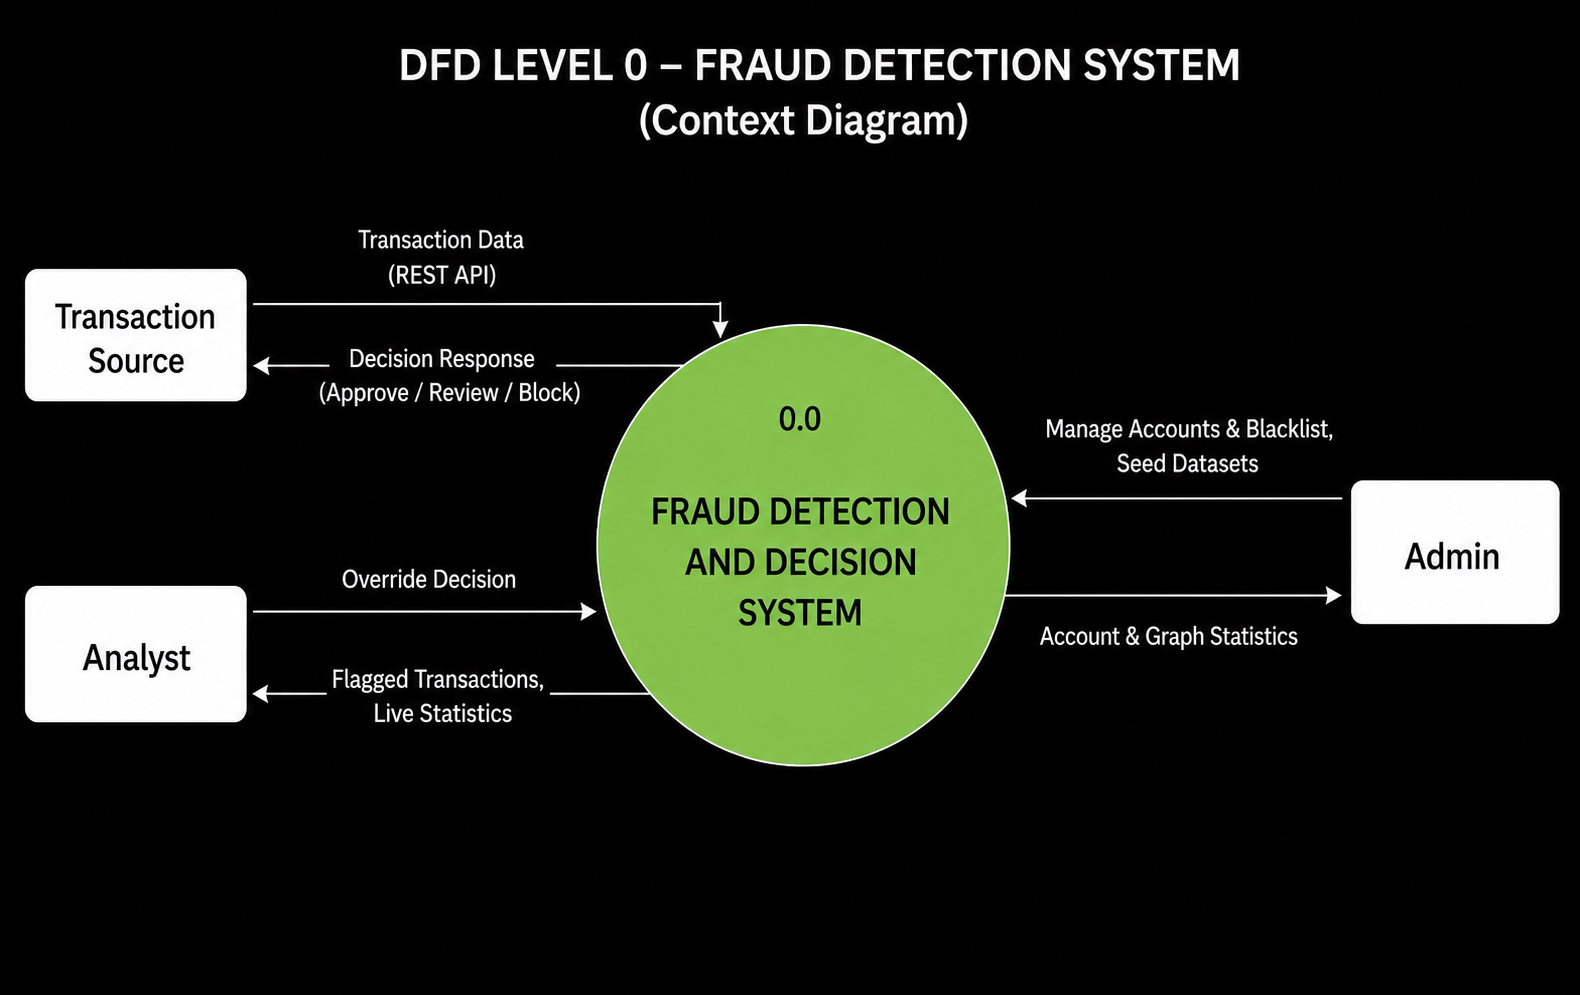 DFD LEVEL 0 – FRAUD DETECTION SYSTEM
(Context Diagram)
Transaction Data
(REST API)
Transaction
Source
Decision Response
(Approve / Review / Block)
0.0
FRAUD DETECTION
AND DECISION
SYSTEM
Manage Accounts & Blacklist,
Seed Datasets
Admin
Account & Graph Statistics
Override Decision
Analyst
Flagged Transactions,
Live Statistics